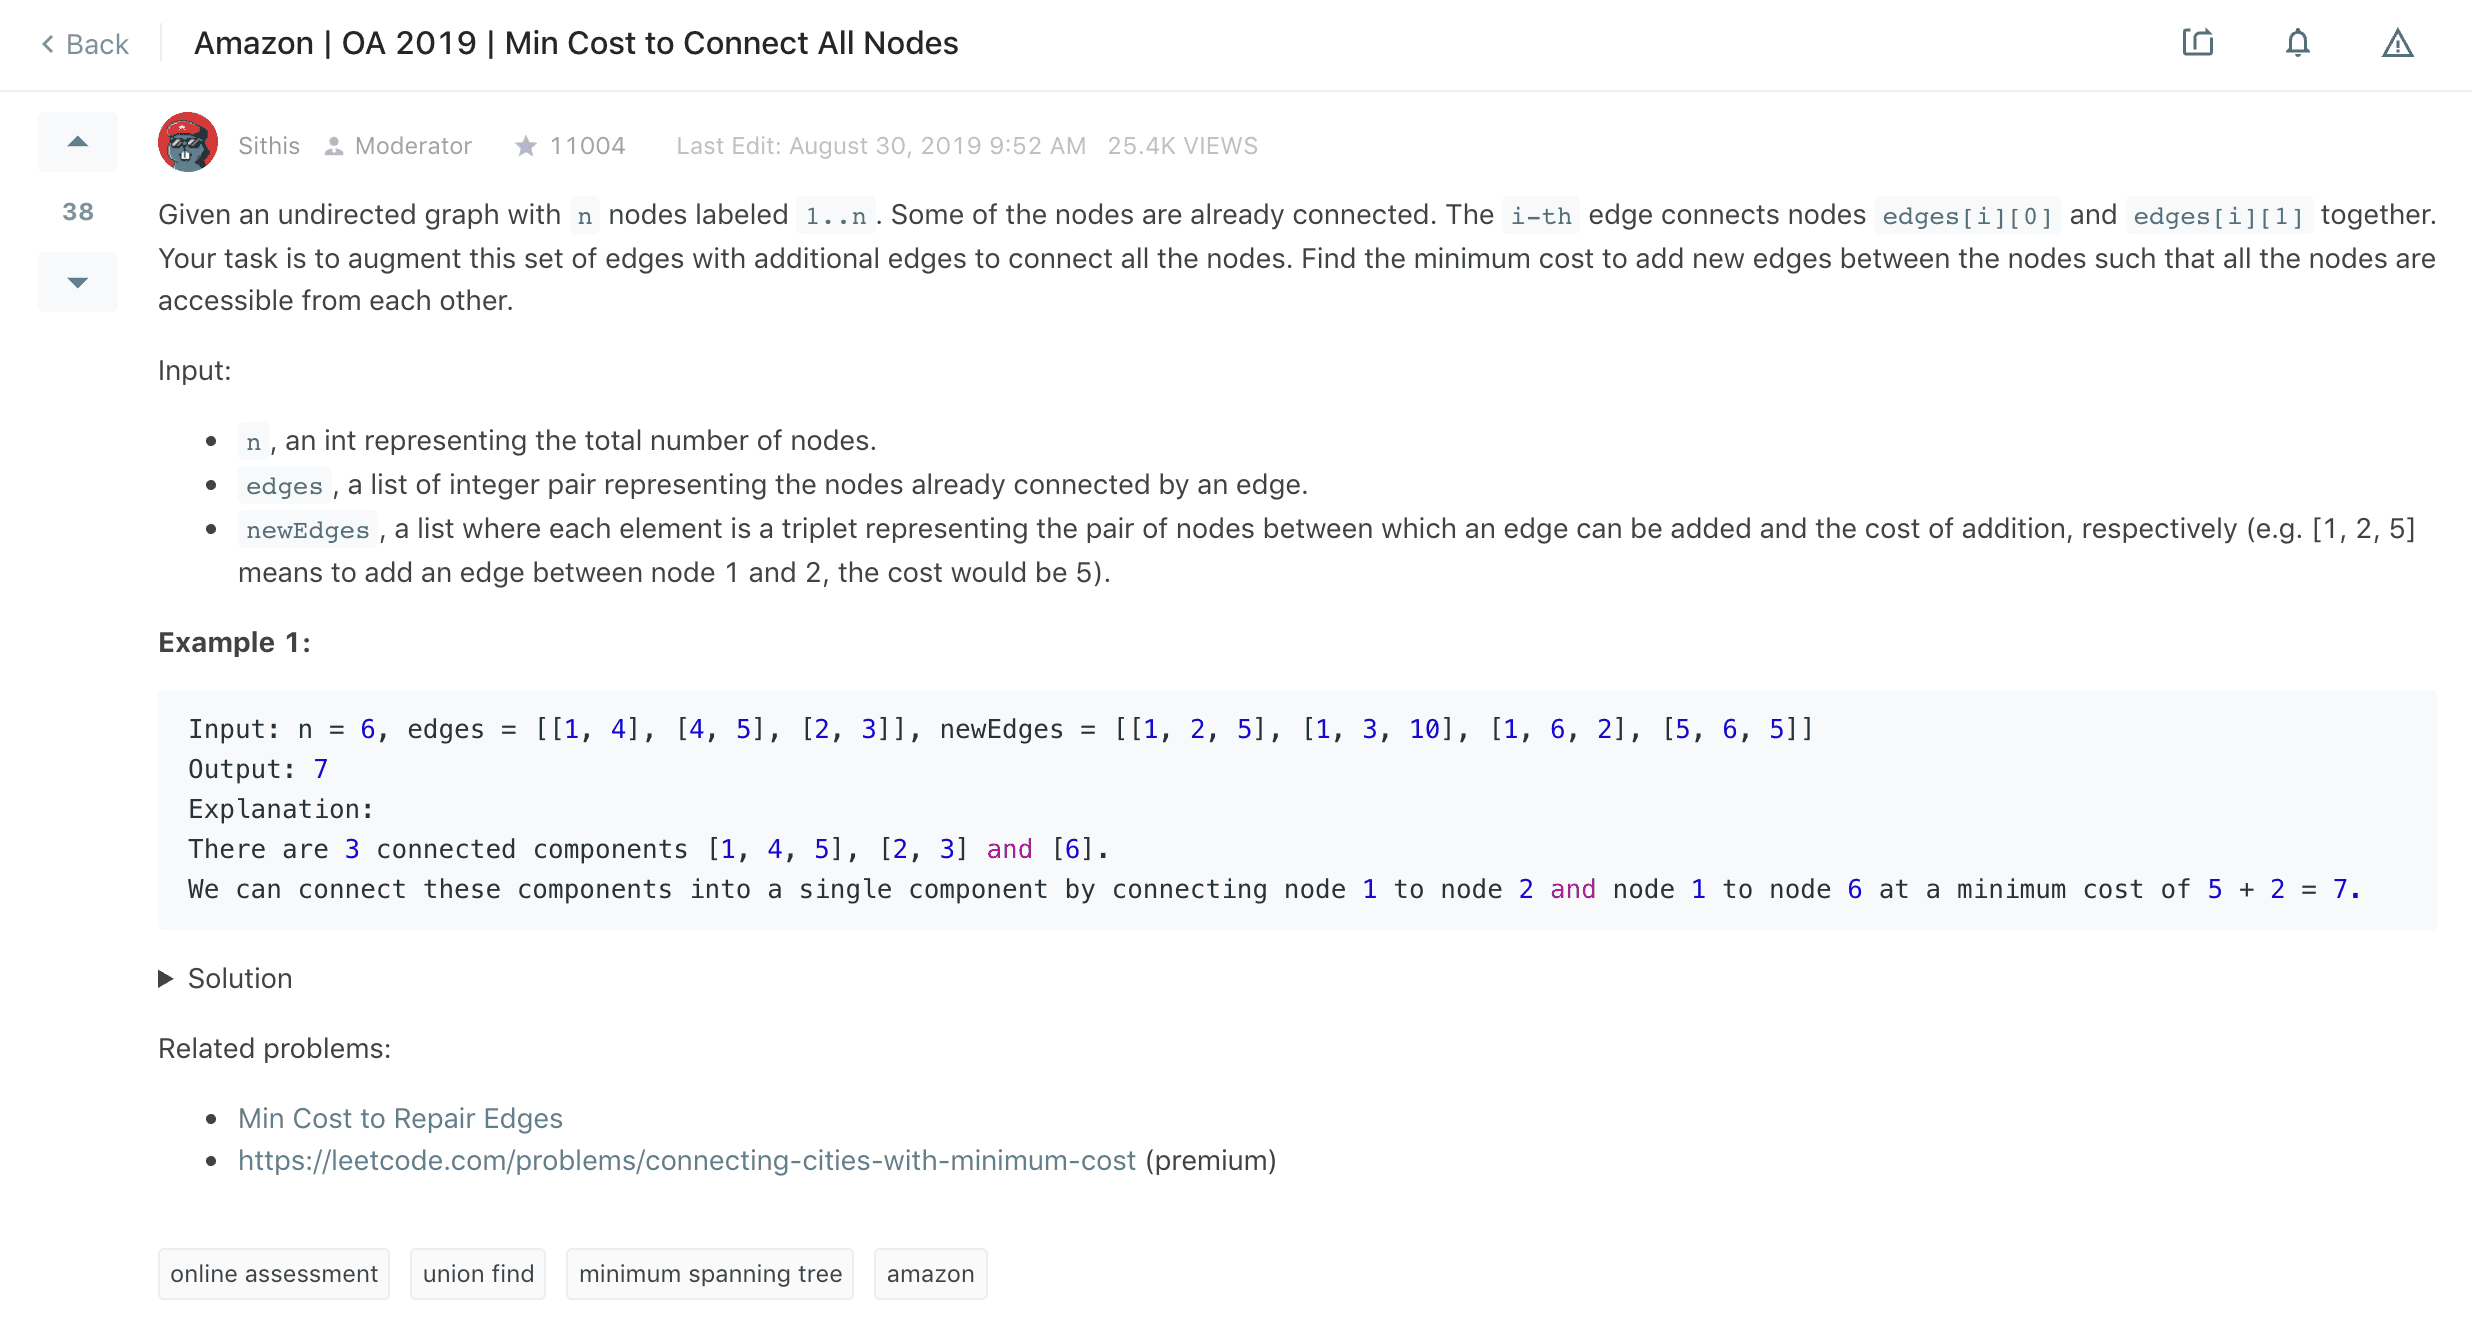 Back
Amazon | OA 2019 | Min Cost to Connect All Nodes
Sithis Moderator 11004 Last Edit: August 30, 2019 9:52 AM 25.4K VIEWS
38
Given an undirected graph with n nodes labeled 1..n. Some of the nodes are already connected. The i-th edge connects nodes edges[i][0] and edges[i][1] together.
Your task is to augment this set of edges with additional edges to connect all the nodes. Find the minimum cost to add new edges between the nodes such that all the nodes are
accessible from each other.
Input:
• n, an int representing the total number of nodes.
• edges, a list of integer pair representing the nodes already connected by an edge.
• newEdges, a list where each element is a triplet representing the pair of nodes between which an edge can be added and the cost of addition, respectively (e.g. [1, 2, 5]
means to add an edge between node 1 and 2, the cost would be 5).
Example 1:
Input: n = 6, edges = [[1, 4], [4, 5], [2, 3]], newEdges = [[1, 2, 5], [1, 3, 10], [1, 6, 2], [5, 6, 5]]
Output: 7
Explanation:
There are 3 connected components [1, 4, 5], [2, 3] and [6].
We can connect these components into a single component by connecting node 1 to node 2 and node 1 to node 6 at a minimum cost of 5 + 2 = 7.
Solution
Related problems:
• Min Cost to Repair Edges
• https://leetcode.com/problems/connecting-cities-with-minimum-cost (premium)
online assessment union find minimum spanning tree amazon